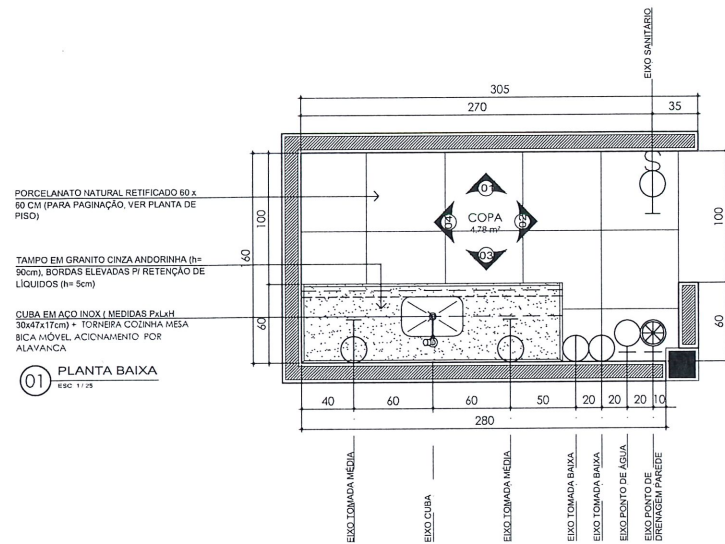 EIXO SANITÁRIO
305
270
35
PORCELANATO NATURAL RETIFICADO 60 x
60 CM (PARA PAGINAÇÃO, VER PLANTA DE
PISO)
TAMPO EM GRANITO CINZA ANDORINHA (h=
90cm), BORDAS ELEVADAS P/ RETENÇÃO DE
LÍQUIDOS (h= 5cm)
CUBA EM AÇO INOX ( MEDIDAS PxLxH
30x47x17cm) + TORNEIRA COZINHA MESA
BICA MÓVEL, ACIONAMENTO POR
ALAVANCA
01
PLANTA BAIXA
ESC 1 / 25
160
100
60
01
04
COPA
02
4,78 m²
03
S
100
60
40
60
60
50
20
20
20
10
280
EIXO TOMADA MÉDIA
EIXO CUBA
EIXO TOMADA MÉDIA
EIXO TOMADA BAIXA
EIXO TOMADA BAIXA
EIXO PONTO DE ÁGUA
EIXO PONTO DE
DRENAGEM PAREDE